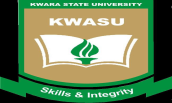 KWARA STATE UNIVERSITY
KWASU
Skills & Integrity